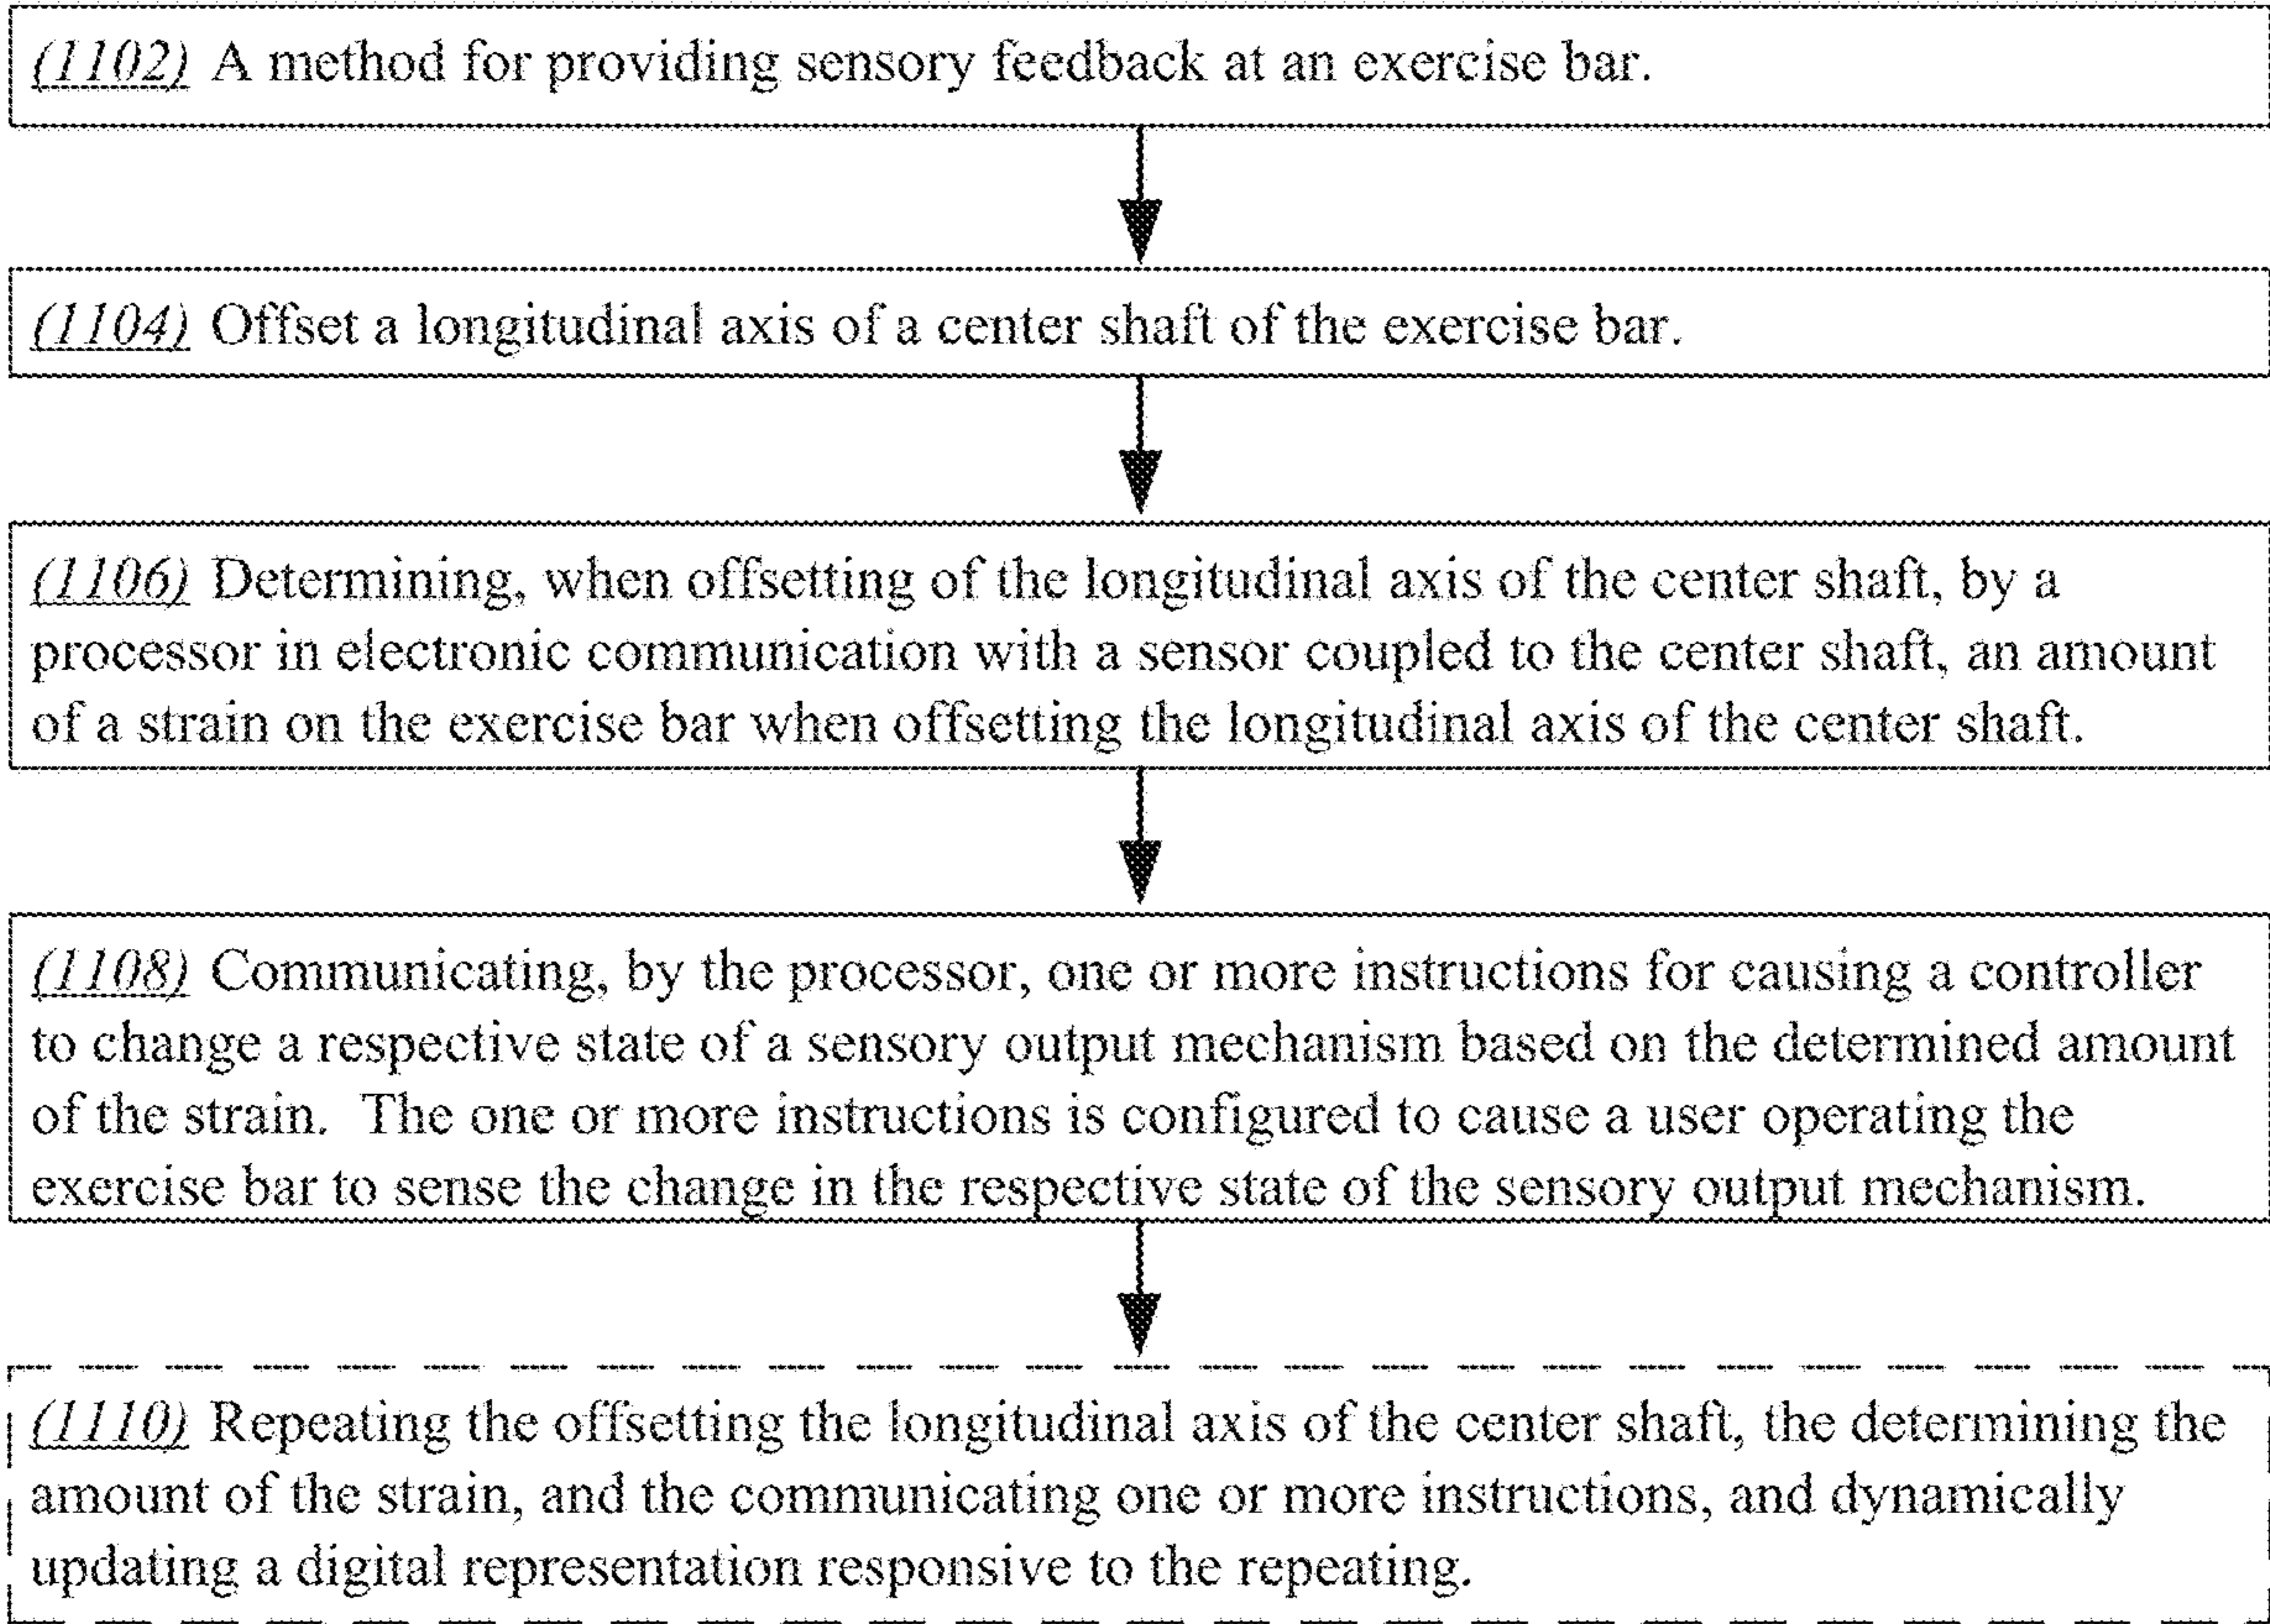 (1102) A method for providing sensory feedback at an exercise bar.
(1104) Offset a longitudinal axis of a center shaft of the exercise bar.
(1106) Determining, when offsetting of the longitudinal axis of the center shaft, by a
processor in electronic communication with a sensor coupled to the center shaft, an amount
of a strain on the exercise bar when offsetting the longitudinal axis of the center shaft.
(1108) Communicating, by the processor, one or more instructions for causing a controller
to change a respective state of a sensory output mechanism based on the determined amount
of the strain.  The one or more instructions is configured to cause a user operating the
exercise bar to sense the change in the respective state of the sensory output mechanism.
(1110) Repeating the offsetting the longitudinal axis of the center shaft, the determining the
amount of the strain, and the communicating one or more instructions, and dynamically
updating a digital representation responsive to the repeating.